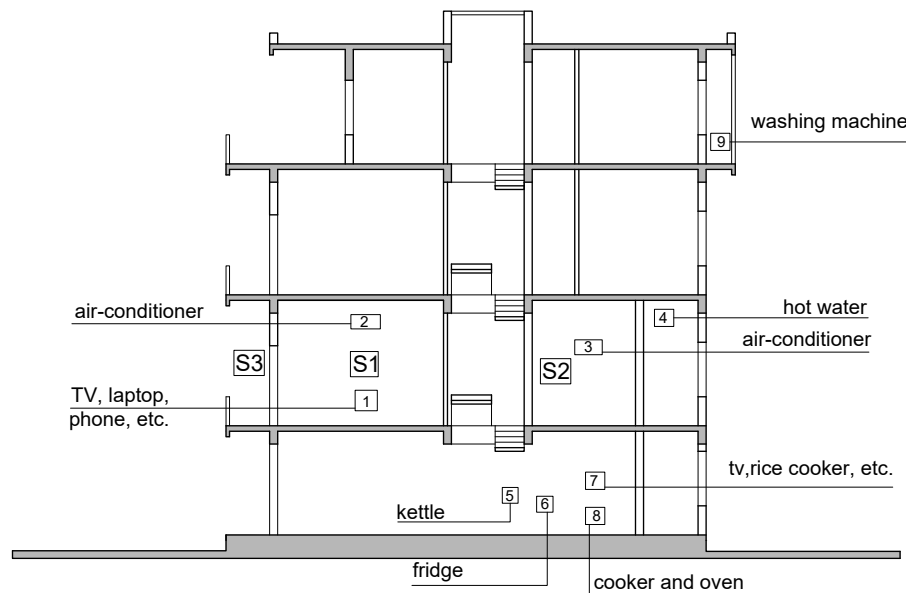 washing machine
9
air-conditioner
2
4
hot water
3
air-conditioner
S3
S1
S2
TV, laptop,
phone, etc.
1
7
tv,rice cooker, etc.
5
6
8
kettle
fridge
cooker and oven